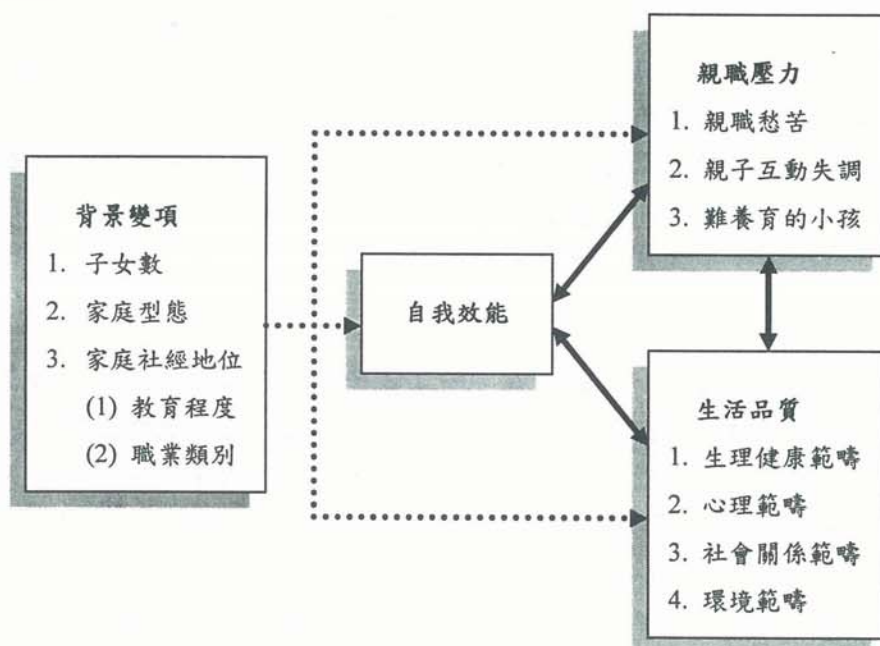 背景變項
1. 子女數
2. 家庭型態
3. 家庭社經地位
(1) 教育程度
(2) 職業類別
自我效能
親職壓力
1. 親職愁苦
2. 親子互動失調
3. 難養育的小孩
生活品質
1. 生理健康範疇
2. 心理範疇
3. 社會關係範疇
4. 環境範疇